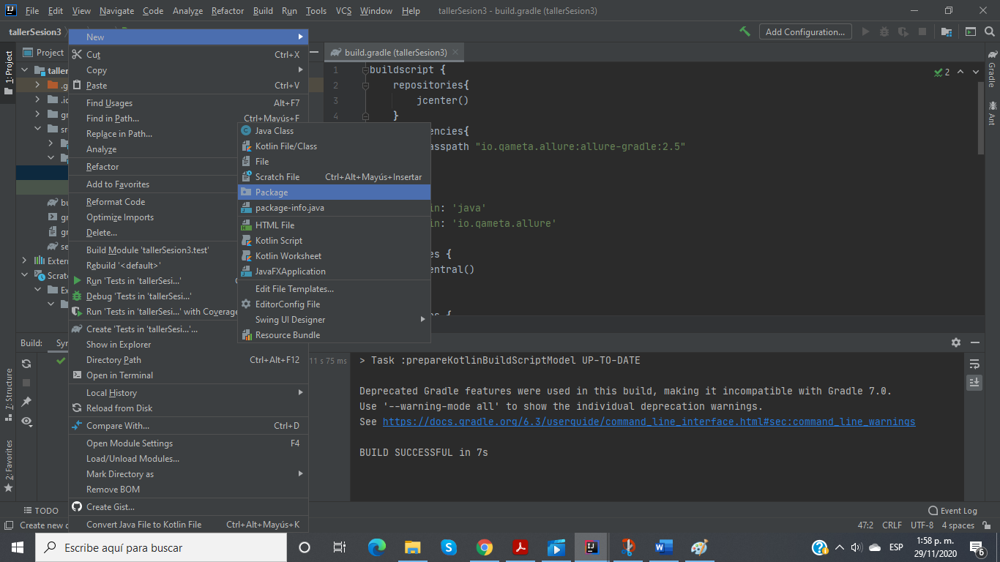 File Edit View Navigate Code Analyze Refactor Build Run Tools VCS Window Help tallerSesion3 - build.gradle (tallerSesion3)
tallerSesion3
Add Configuration...
1: Project
7: Structure
2: Favorites
Project
taller
.g
.id
gr
sr
bu
gr
gr
se
Extern
Scratc
Ex
New
Cut Ctrl+X
Copy
Paste Ctrl+V
Find Usages Alt+F7
Find in Path... Ctrl+Mayús+F
Replace in Path...
Analyze
Refactor
Add to Favorites
Reformat Code
Optimize Imports
Delete...
Build Module 'tallerSesion3.test'
Rebuild '<default>'
Run 'Tests in 'tallerSesi...'
Debug 'Tests in 'tallerSesi...'
Run 'Tests in 'tallerSesi...' with Coverage
Create 'Tests in 'tallerSesi...'...
Show in Explorer
Directory Path Ctrl+Alt+F12
Open in Terminal
Local History
Reload from Disk
Compare With... Ctrl+D
Open Module Settings F4
Load/Unload Modules...
Mark Directory as
Remove BOM
Create Gist...
Convert Java File to Kotlin File Ctrl+Alt+Mayús+K
Java Class
Kotlin File/Class
File
Scratch File Ctrl+Alt+Mayús+Insertar
Package
package-info.java
HTML File
Kotlin Script
Kotlin Worksheet
JavaFXApplication
Edit File Templates...
EditorConfig File
Swing UI Designer
Resource Bundle
build.gradle (tallerSesion3)
1 buildscript {
2 repositories{
3 jcenter()
4 }
encies{
sspath "io.qameta.allure:allure-gradle:2.5"
in: 'java'
in: 'io.qameta.allure'
es {
entral()
es {
2
Gradle
Ant
Build: Syn
11 s 75 ms
> Task :prepareKotlinBuildScriptModel UP-TO-DATE
Deprecated Gradle features were used in this build, making it incompatible with Gradle 7.0.
Use '--warning-mode all' to show the individual deprecation warnings.
See https://docs.gradle.org/6.3/userguide/command_line_interface.html#sec:command_line_warnings
BUILD SUCCESSFUL in 7s
TODO
Event Log
Create new d
47:2 CRLF UTF-8 4 spaces
Escribe aquí para buscar
ESP
1:58 p. m.
29/11/2020
6